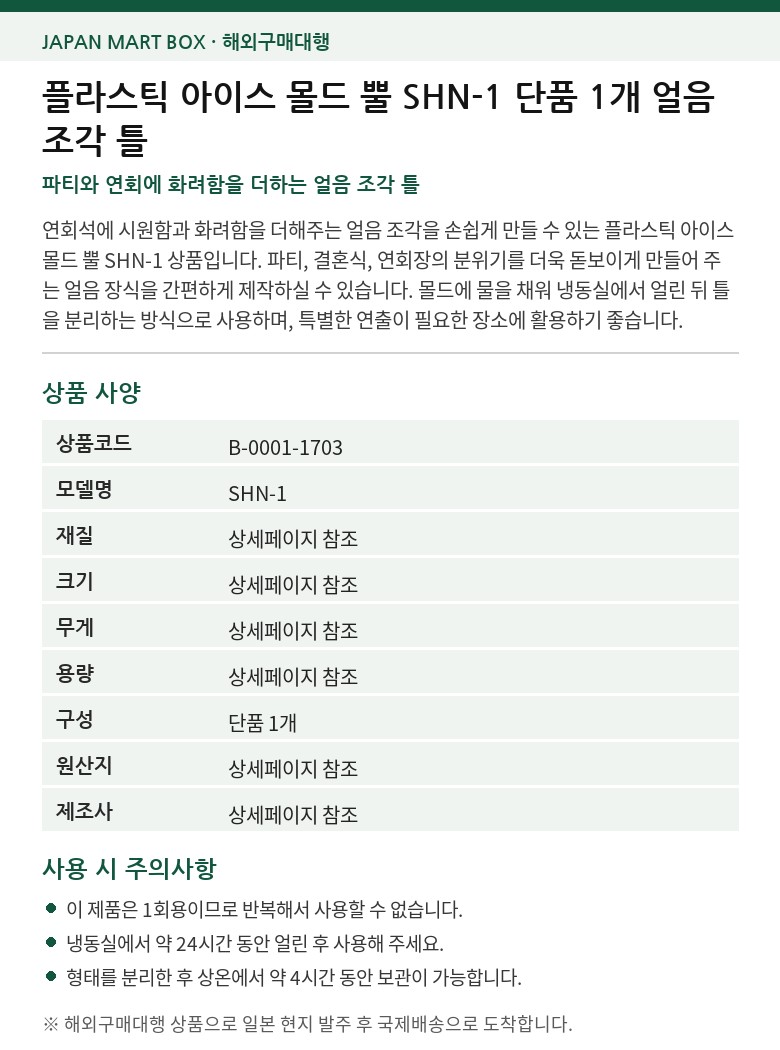 JAPAN MART BOX · 해외구매대행
플라스틱 아이스 몰드 뿔 SHN-1 단품 1개 얼음
조각 틀
파티와 연회에 화려함을 더하는 얼음 조각 틀
연회석에 시원함과 화려함을 더해주는 얼음 조각을 손쉽게 만들 수 있는 플라스틱 아이스
몰드 뿔 SHN-1 상품입니다. 파티, 결혼식, 연회장의 분위기를 더욱 돋보이게 만들어 주
는 얼음 장식을 간편하게 제작하실 수 있습니다. 몰드에 물을 채워 냉동실에서 얼린 뒤 틀
을 분리하는 방식으로 사용하며, 특별한 연출이 필요한 장소에 활용하기 좋습니다.
상품 사양
상품코드 B-0001-1703
모델명 SHN-1
재질 상세페이지 참조
크기 상세페이지 참조
무게 상세페이지 참조
용량 상세페이지 참조
구성 단품 1개
원산지 상세페이지 참조
제조사 상세페이지 참조
사용 시 주의사항
● 이 제품은 1회용이므로 반복해서 사용할 수 없습니다.
● 냉동실에서 약 24시간 동안 얼린 후 사용해 주세요.
● 형태를 분리한 후 상온에서 약 4시간 동안 보관이 가능합니다.
※ 해외구매대행 상품으로 일본 현지 발주 후 국제배송으로 도착합니다.